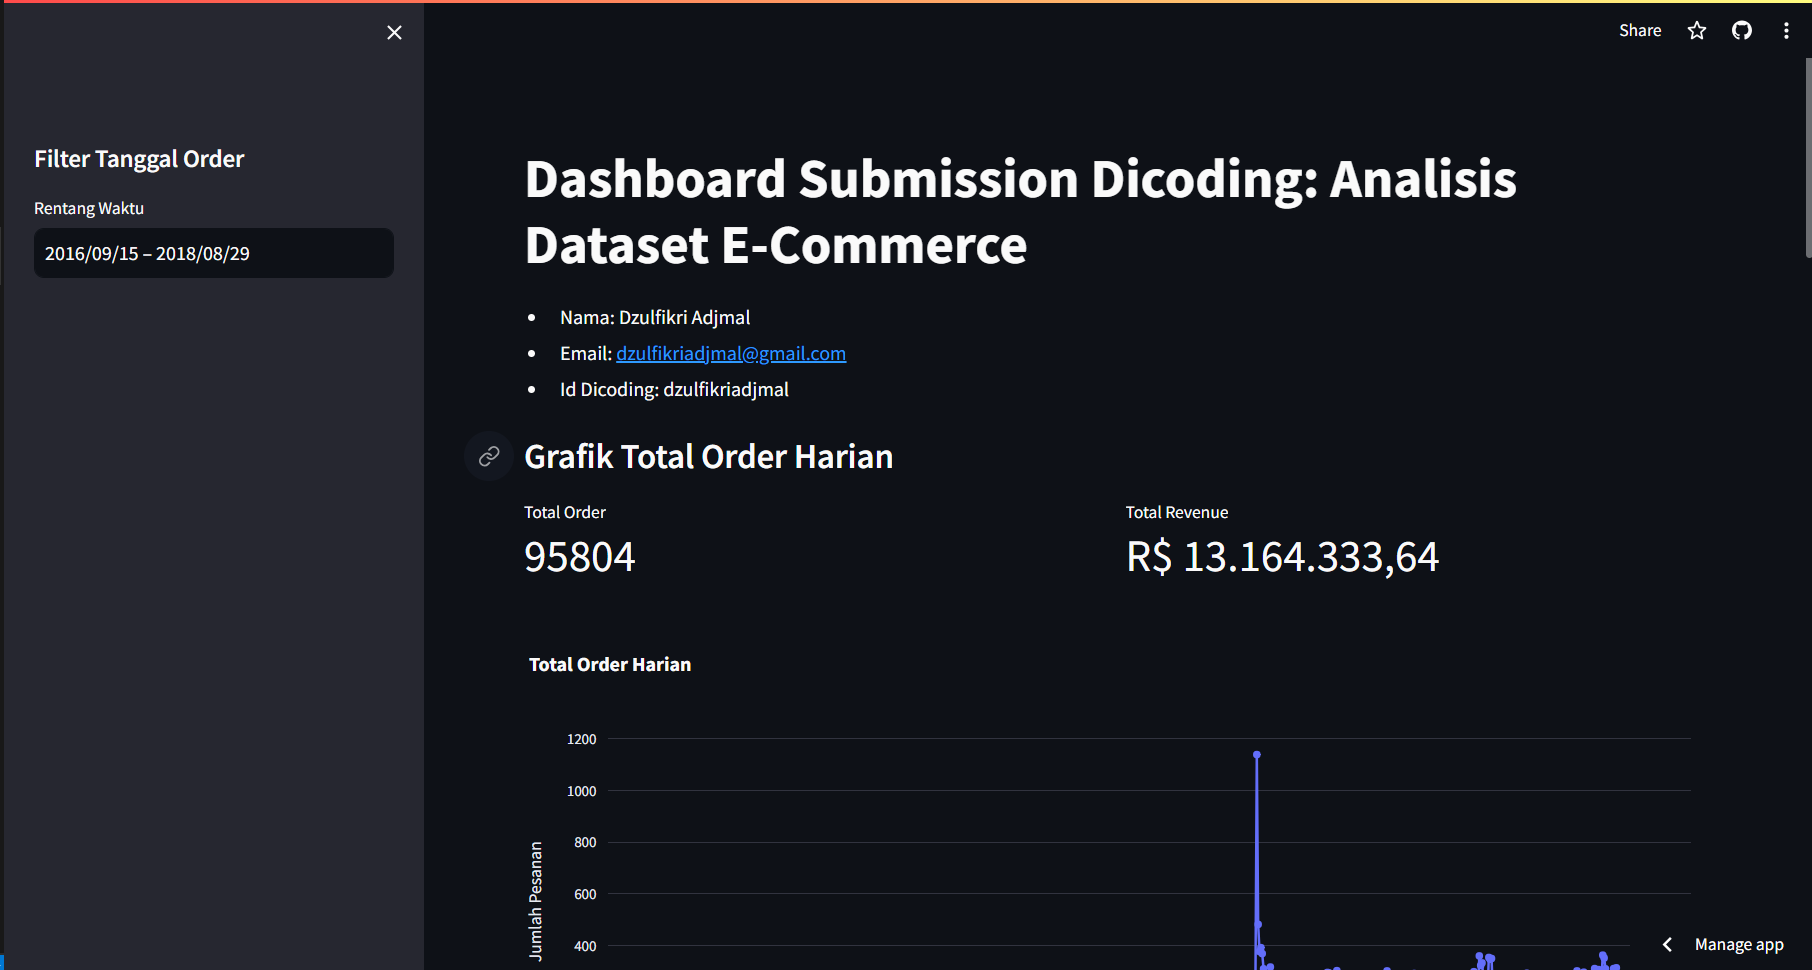 Share
Filter Tanggal Order
Rentang Waktu
2016/09/15 – 2018/08/29
Dashboard Submission Dicoding: Analisis
Dataset E-Commerce
Nama: Dzulfikri Adjmal
Email: dzulfikriadjmal@gmail.com
Id Dicoding: dzulfikriadjmal
Grafik Total Order Harian
Total Order
95804
Total Revenue
R$ 13.164.333,64
Total Order Harian
1200
1000
800
600
400
Jumlah Pesanan
Manage app